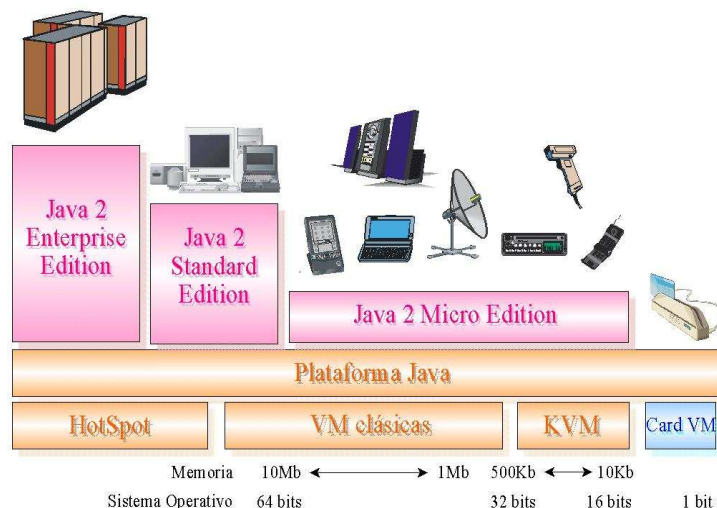 Java 2
Enterprise
Edition
Java 2
Standard
Edition
Java 2 Micro Edition
Plataforma Java
HotSpot
VM clásicas
KVM
Card VM
Memoria 10Mb 1Mb 500Kb 10Kb
Sistema Operativo 64 bits 32 bits 16 bits 1 bit